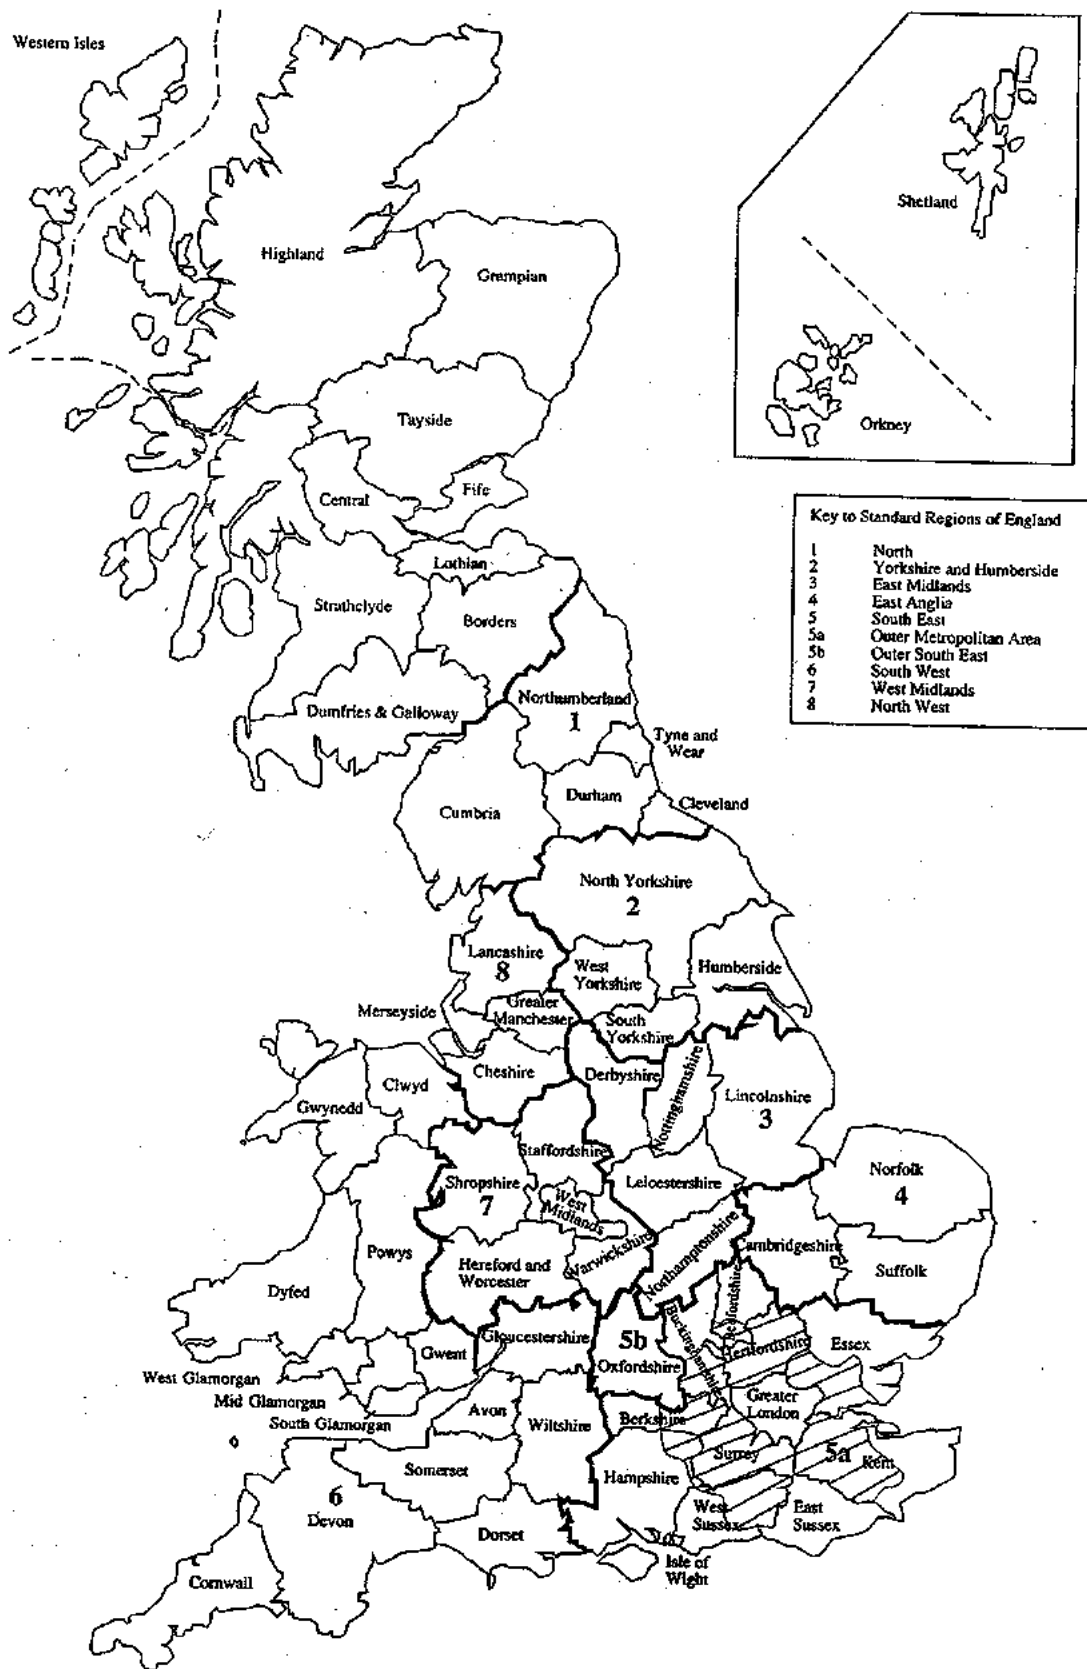 Western Isles
Shetland
Highland
Grampian
Orkney
Tayside
Central
Fife
Key to Standard Regions of England
1 North
2 Yorkshire and Humberside
3 East Midlands
4 East Anglia
5 South East
5a Outer Metropolitan Area
5b Outer South East
6 South West
7 West Midlands
8 North West
Lothian
Strathclyde
Borders
Northumberland
1
Dumfries & Galloway
Tyne and
Wear
Durham
Cleveland
Cumbria
North Yorkshire
2
Lancashire
8
West
Yorkshire
Humberside
Merseyside
Greater
Manchester
South
Yorkshire
Cheshire
Derbyshire
Nottinghamshire
Lincolnshire
3
Clwyd
Gwynedd
Staffordshire
Shropshire
7
West
Midlands
Leicestershire
Norfolk
4
Powys
Hereford and
Worcester
Warwickshire
Northamptonshire
Cambridgeshire
Suffolk
Dyfed
Bedfordshire
Buckinghamshire
Gwent
Gloucestershire
5b
Oxfordshire
Hertfordshire
Essex
West Glamorgan
Mid Glamorgan
South Glamorgan
Avon
Wiltshire
Berkshire
Greater
London
Somerset
Hampshire
Surrey
5a
Kent
6
Devon
Dorset
West
Sussex
East
Sussex
Isle of
Wight
Cornwall